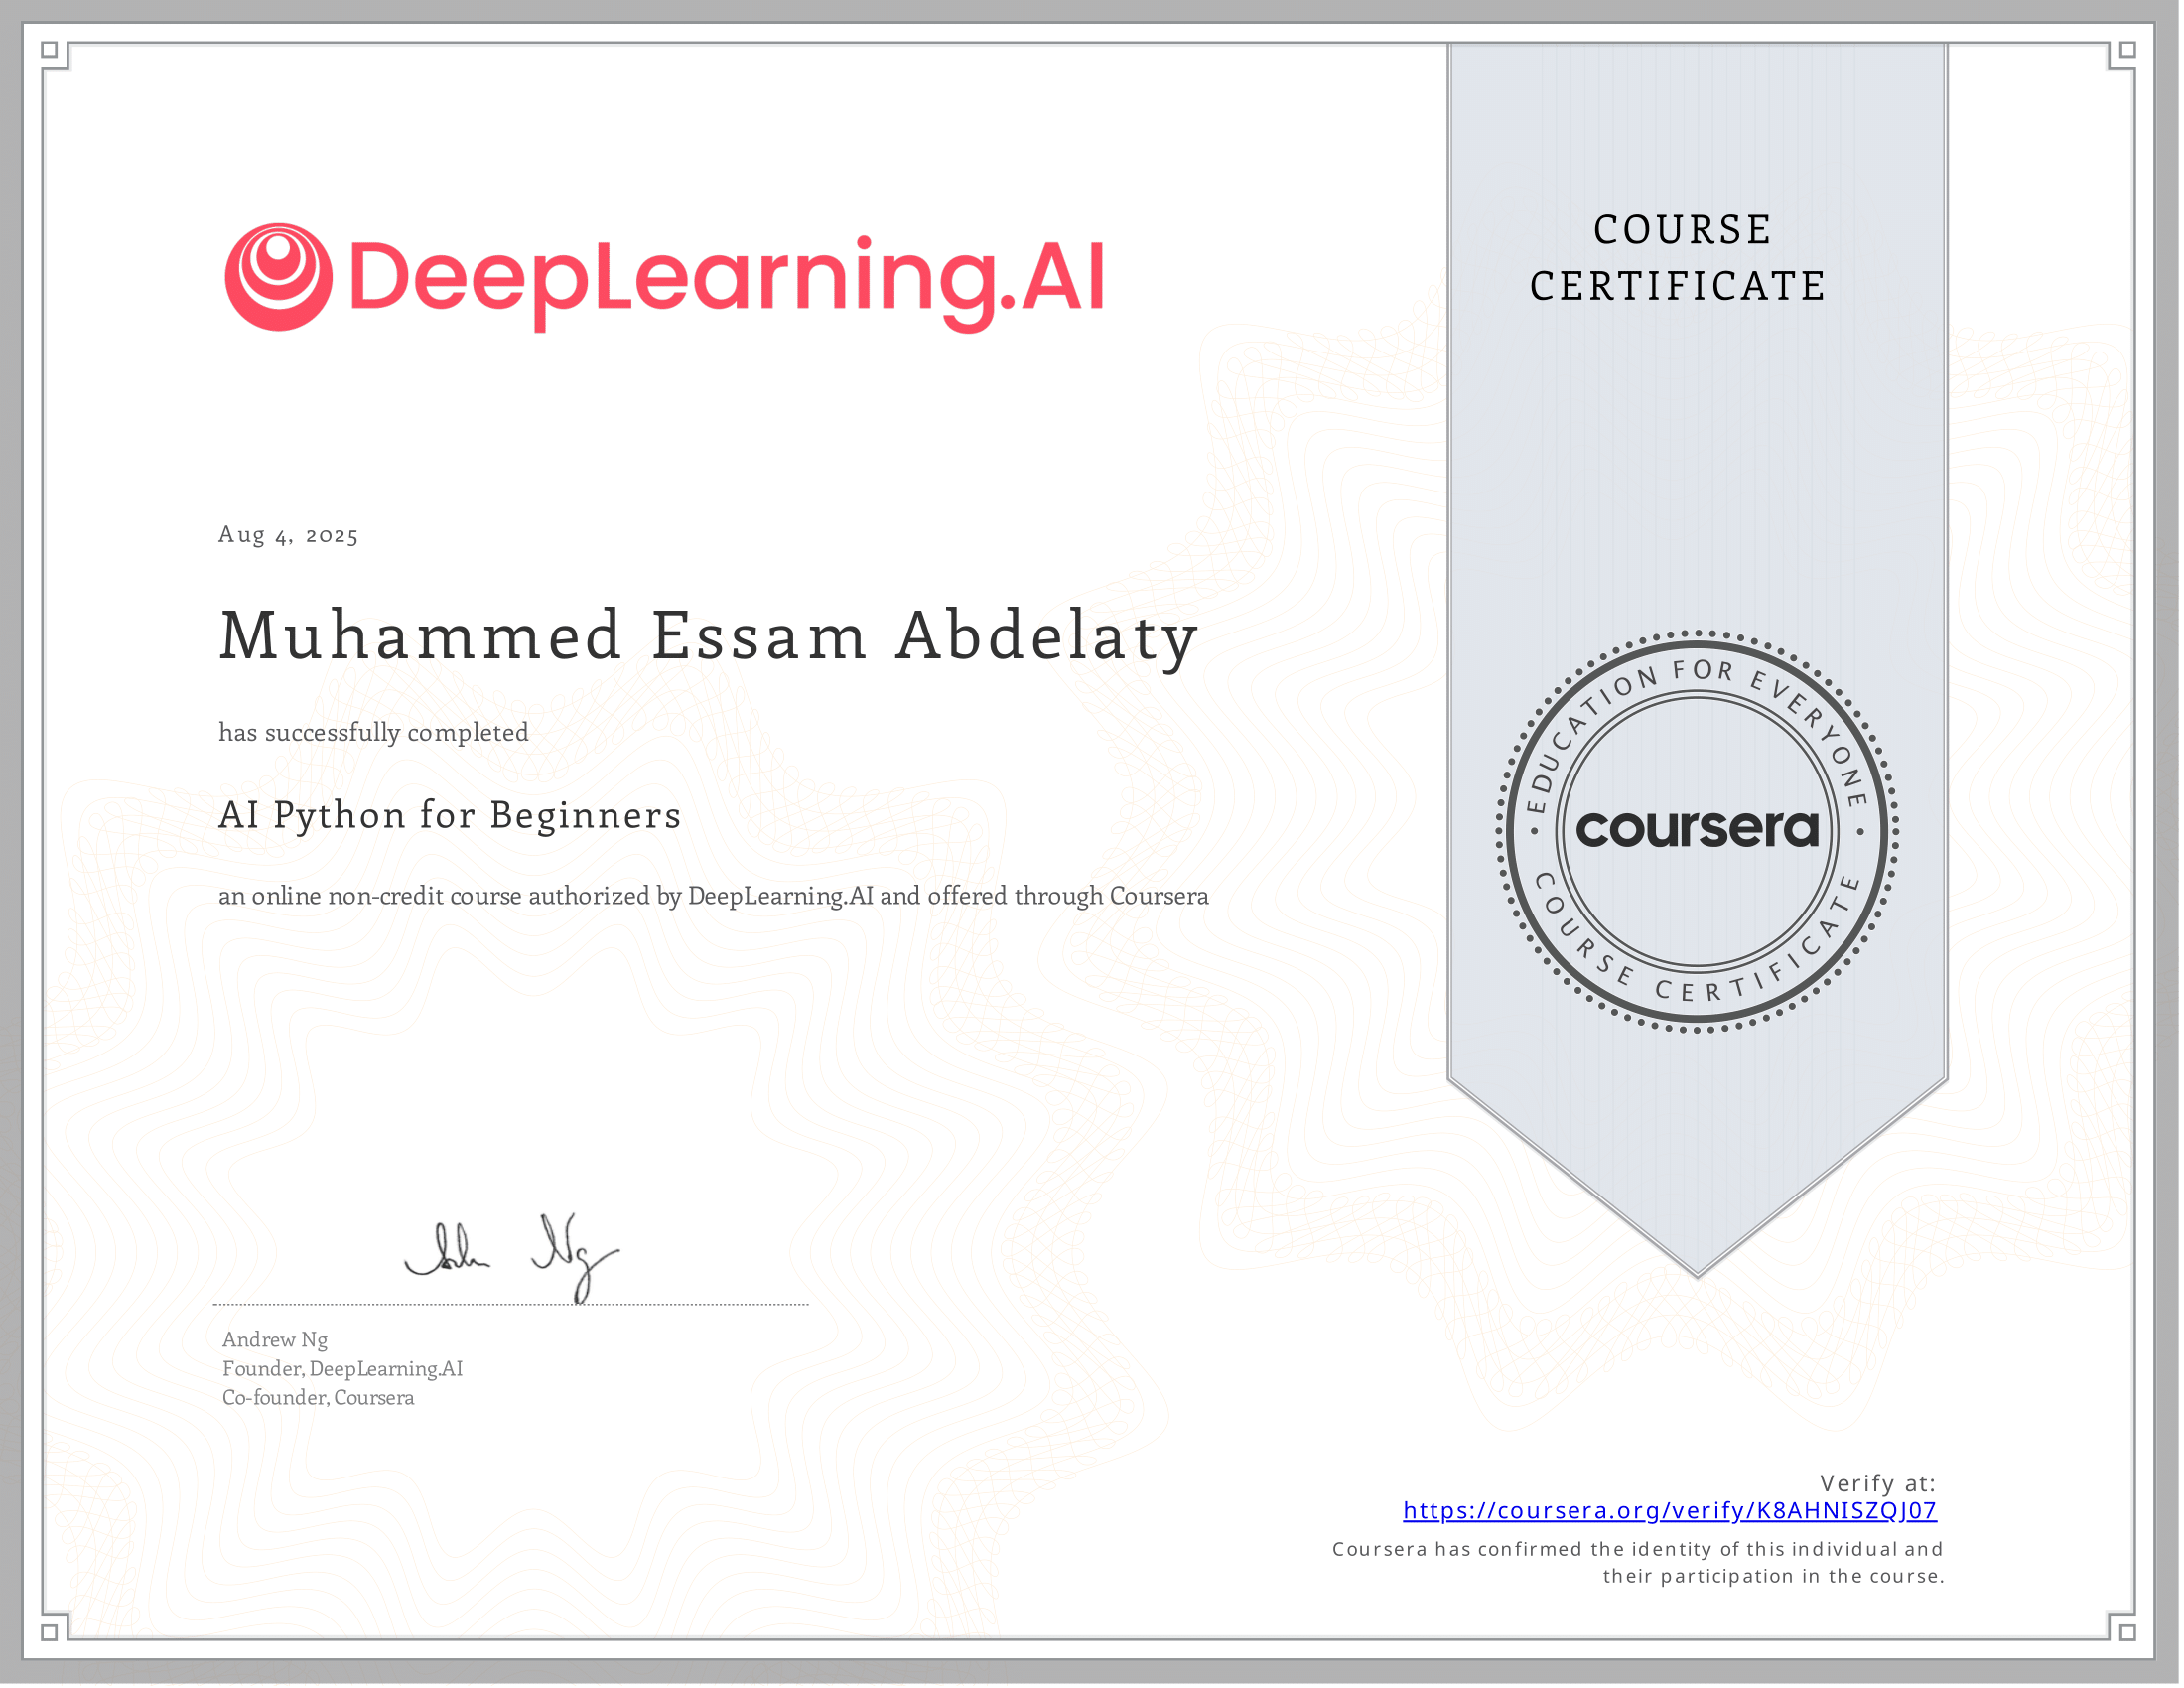 DeepLearning.AI
COURSE
CERTIFICATE
Aug 4, 2025
Muhammed Essam Abdelaty
has successfully completed
AI Python for Beginners
an online non-credit course authorized by DeepLearning.AI and offered through Coursera
EDUCATION FOR EVERYONE
coursera
COURSE CERTIFICATE
Andrew Ng
Founder, DeepLearning.AI
Co-founder, Coursera
Verify at:
https://coursera.org/verify/K8AHNISZQJ07
Coursera has confirmed the identity of this individual and
their participation in the course.